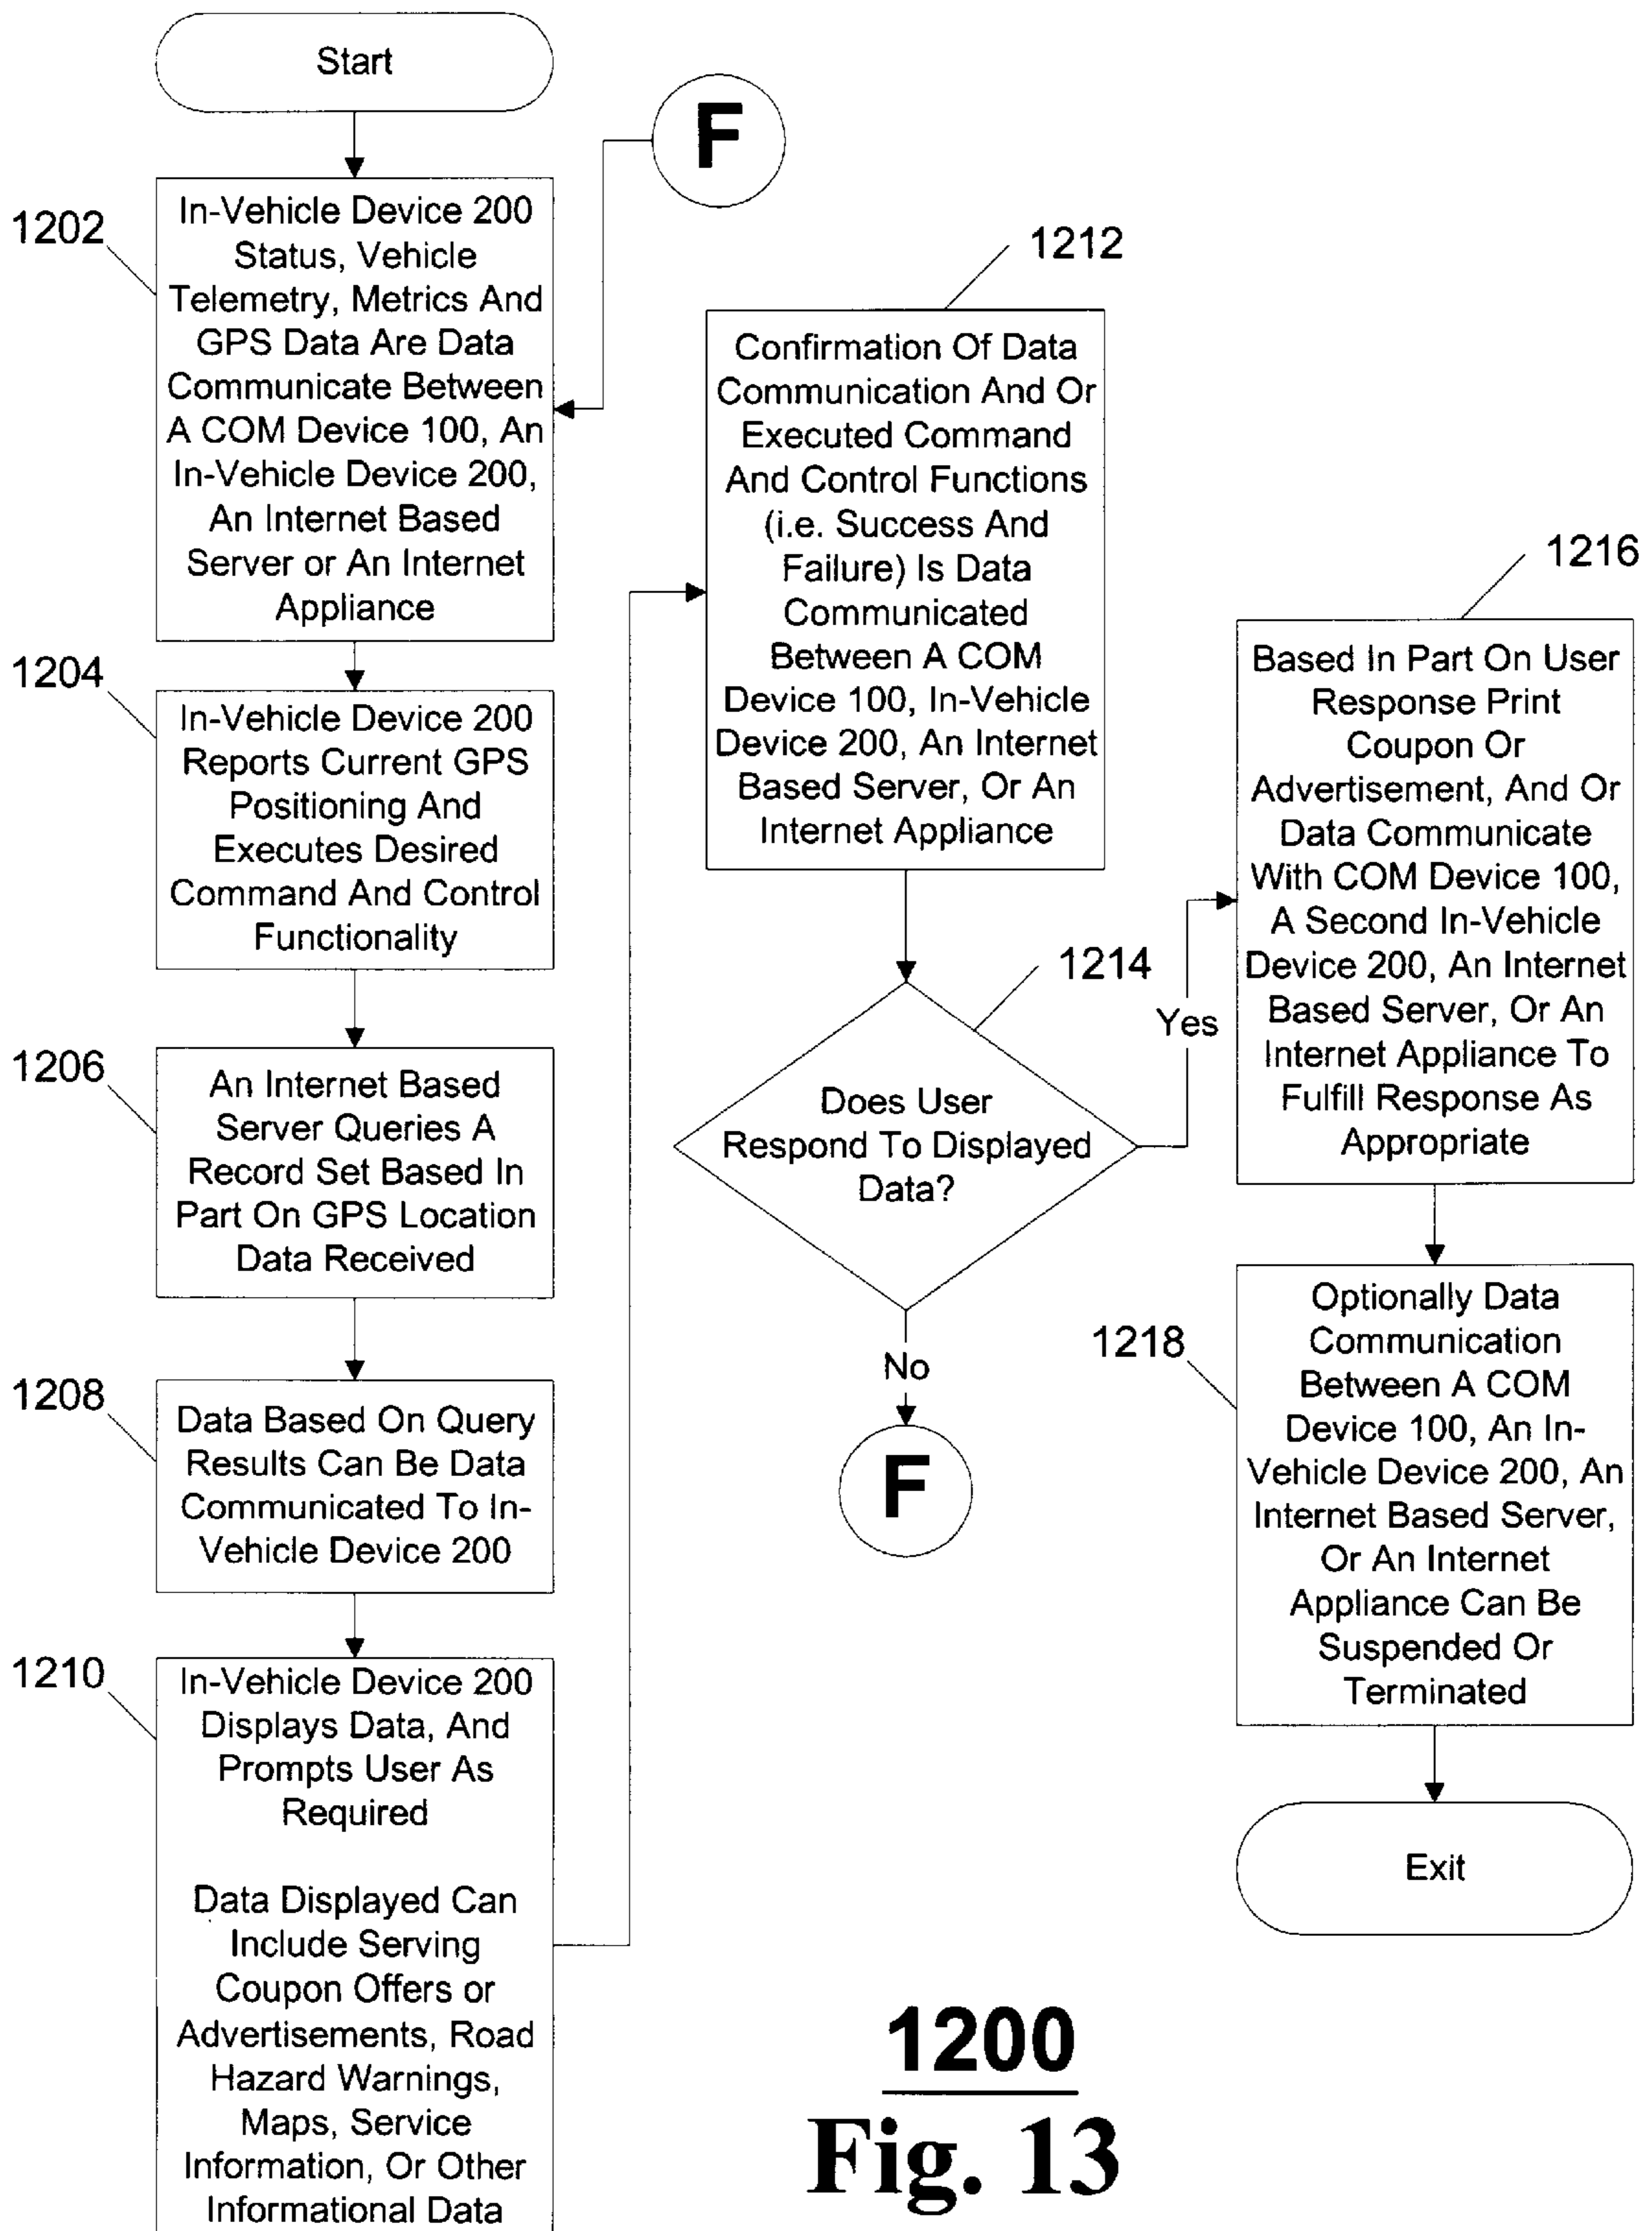 Start
F
1202
In-Vehicle Device 200
Status, Vehicle
Telemetry, Metrics And
GPS Data Are Data
Communicate Between
A COM Device 100, An
In-Vehicle Device 200,
An Internet Based
Server or An Internet
Appliance
1204
In-Vehicle Device 200
Reports Current GPS
Positioning And
Executes Desired
Command And Control
Functionality
1206
An Internet Based
Server Queries A
Record Set Based In
Part On GPS Location
Data Received
1208
Data Based On Query
Results Can Be Data
Communicated To In-
Vehicle Device 200
1210
In-Vehicle Device 200
Displays Data, And
Prompts User As
Required
Data Displayed Can
Include Serving
Coupon Offers or
Advertisements, Road
Hazard Warnings,
Maps, Service
Information, Or Other
Informational Data
1212
Confirmation Of Data
Communication And Or
Executed Command
And Control Functions
(i.e. Success And
Failure) Is Data
Communicated
Between A COM
Device 100, In-Vehicle
Device 200, An Internet
Based Server, Or An
Internet Appliance
1214
Does User
Respond To Displayed
Data?
Yes
No
F
1216
Based In Part On User
Response Print
Coupon Or
Advertisement, And Or
Data Communicate
With COM Device 100,
A Second In-Vehicle
Device 200, An Internet
Based Server, Or An
Internet Appliance To
Fulfill Response As
Appropriate
1218
Optionally Data
Communication
Between A COM
Device 100, An In-
Vehicle Device 200, An
Internet Based Server,
Or An Internet
Appliance Can Be
Suspended Or
Terminated
Exit
1200
Fig. 13